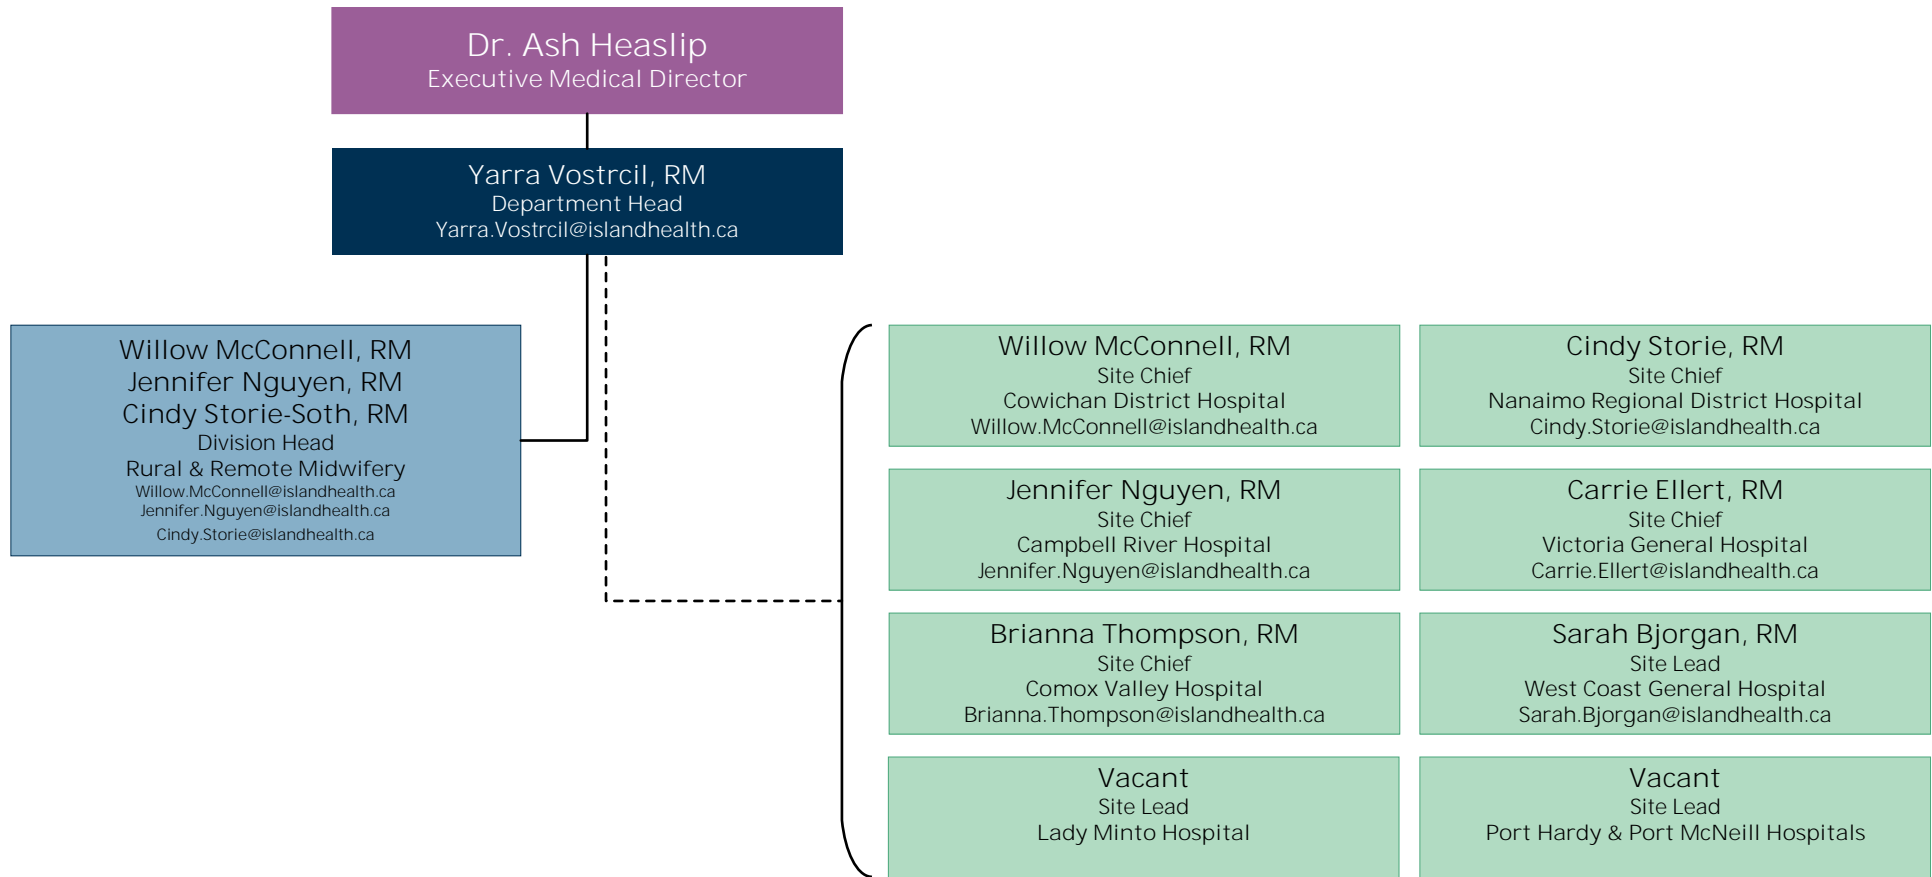 Dr. Ash Heaslip
Executive Medical Director
Yarra Vostrcil, RM
Department Head
Yarra.Vostrcil@islandhealth.ca
Willow McConnell, RM
Jennifer Nguyen, RM
Cindy Storie-Soth, RM
Division Head
Rural & Remote Midwifery
Willow.McConnell@islandhealth.ca
Jennifer.Nguyen@islandhealth.ca
Cindy.Storie@islandhealth.ca
Willow McConnell, RM
Site Chief
Cowichan District Hospital
Willow.McConnell@islandhealth.ca
Cindy Storie, RM
Site Chief
Nanaimo Regional District Hospital
Cindy.Storie@islandhealth.ca
Jennifer Nguyen, RM
Site Chief
Campbell River Hospital
Jennifer.Nguyen@islandhealth.ca
Carrie Ellert, RM
Site Chief
Victoria General Hospital
Carrie.Ellert@islandhealth.ca
Brianna Thompson, RM
Site Chief
Comox Valley Hospital
Brianna.Thompson@islandhealth.ca
Sarah Bjorgan, RM
Site Lead
West Coast General Hospital
Sarah.Bjorgan@islandhealth.ca
Vacant
Site Lead
Lady Minto Hospital
Vacant
Site Lead
Port Hardy & Port McNeill Hospitals